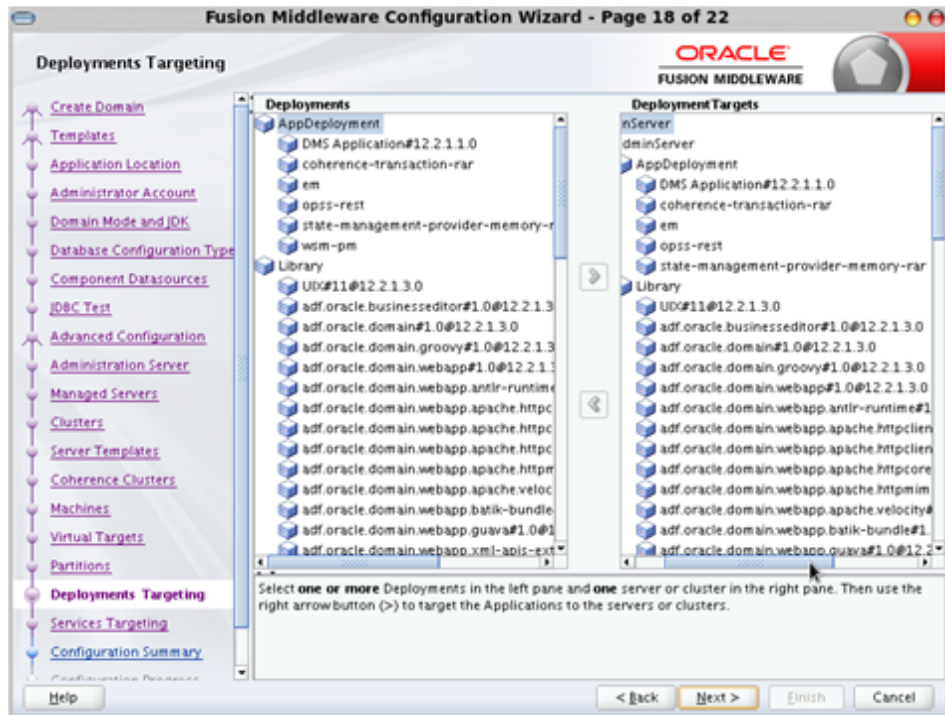 Fusion Middleware Configuration Wizard - Page 18 of 22
Deployments Targeting
ORACLE
FUSION MIDDLEWARE
Create Domain
Templates
Application Location
Administrator Account
Domain Mode and JDK
Database Configuration Type
Component Datasources
JDBC Test
Advanced Configuration
Administration Server
Managed Servers
Clusters
Server Templates
Coherence Clusters
Machines
Virtual Targets
Partitions
Deployments Targeting
Services Targeting
Configuration Summary
Configuration Progress
Deployments
AppDeployment
DMS Application#12.2.1.1.0
coherence-transaction-rar
em
opss-rest
state-management-provider-memory-r
wsm-pm
Library
UIX#11@12.2.1.3.0
adf.oracle.businesseditor#1.0@12.2.1.3
adf.oracle.domain#1.0@12.2.1.3.0
adf.oracle.domain.groovy#1.0@12.2.1.3
adf.oracle.domain.webapp#1.0@12.2.1.3
adf.oracle.domain.webapp.antlr-runtime
adf.oracle.domain.webapp.apache.httpc
adf.oracle.domain.webapp.apache.httpc
adf.oracle.domain.webapp.apache.httpc
adf.oracle.domain.webapp.apache.httpm
adf.oracle.domain.webapp.apache.veloc
adf.oracle.domain.webapp.batik-bundle
adf.oracle.domain.webapp.guava#1.0@1
adf.oracle.domain.webapp.xml-apis-ext
DeploymentTargets
nServer
dminServer
AppDeployment
DMS Application#12.2.1.1.0
coherence-transaction-rar
em
opss-rest
state-management-provider-memory-rar
Library
UIX#11@12.2.1.3.0
adf.oracle.businesseditor#1.0@12.2.1.3.0
adf.oracle.domain#1.0@12.2.1.3.0
adf.oracle.domain.groovy#1.0@12.2.1.3.0
adf.oracle.domain.webapp#1.0@12.2.1.3.0
adf.oracle.domain.webapp.antlr-runtime#1
adf.oracle.domain.webapp.apache.httpclien
adf.oracle.domain.webapp.apache.httpclien
adf.oracle.domain.webapp.apache.httpcore
adf.oracle.domain.webapp.apache.httpmim
adf.oracle.domain.webapp.apache.velocity#
adf.oracle.domain.webapp.batik-bundle#1.
adf.oracle.domain.webapp.guava#1.0@12.2
Select one or more Deployments in the left pane and one server or cluster in the right pane. Then use the
right arrow button (>) to target the Applications to the servers or clusters.
Help
< Back
Next >
Finish
Cancel